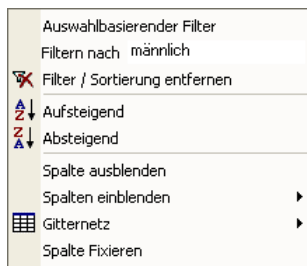 Auswahlbasierender Filter
Filtern nach männlich
Filter / Sortierung entfernen
Aufsteigend
Absteigend
Spalte ausblenden
Spalten einblenden
Gitternetz
Spalte Fixieren